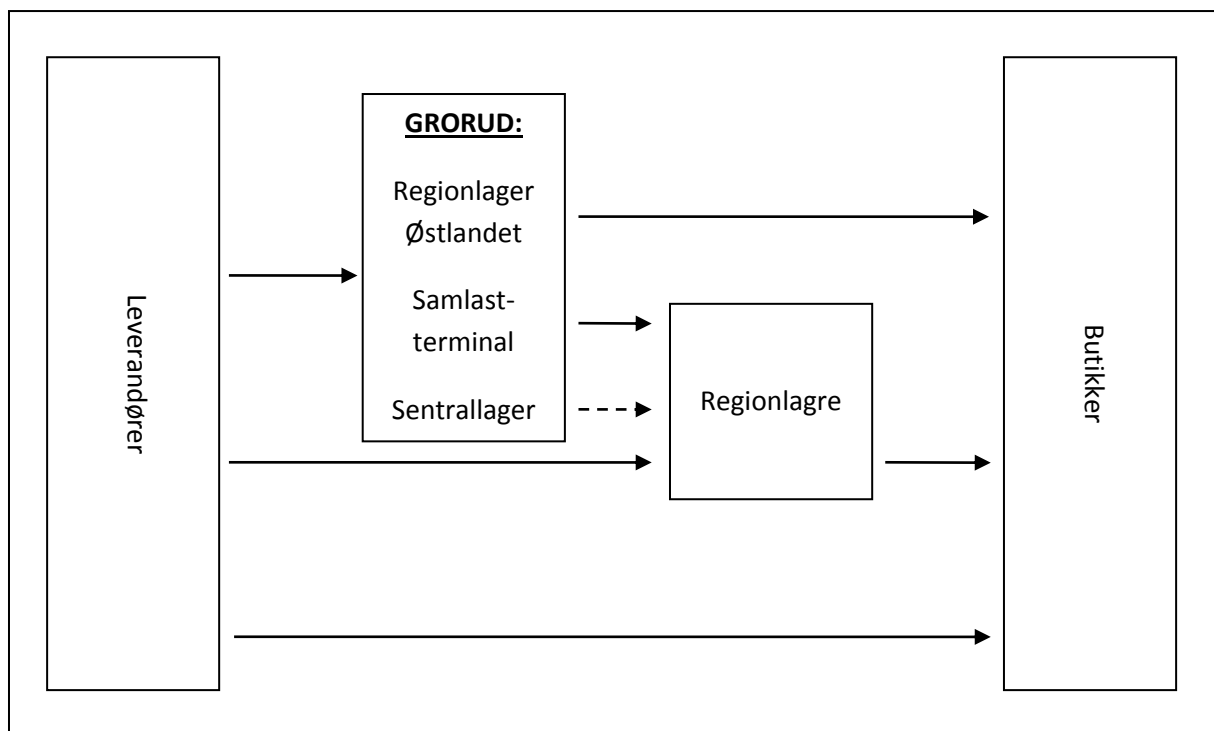 Leverandører
GRORUD:
Regionlager
Østlandet
Samlast-
terminal
Sentrallager
Regionlagre
Butikker